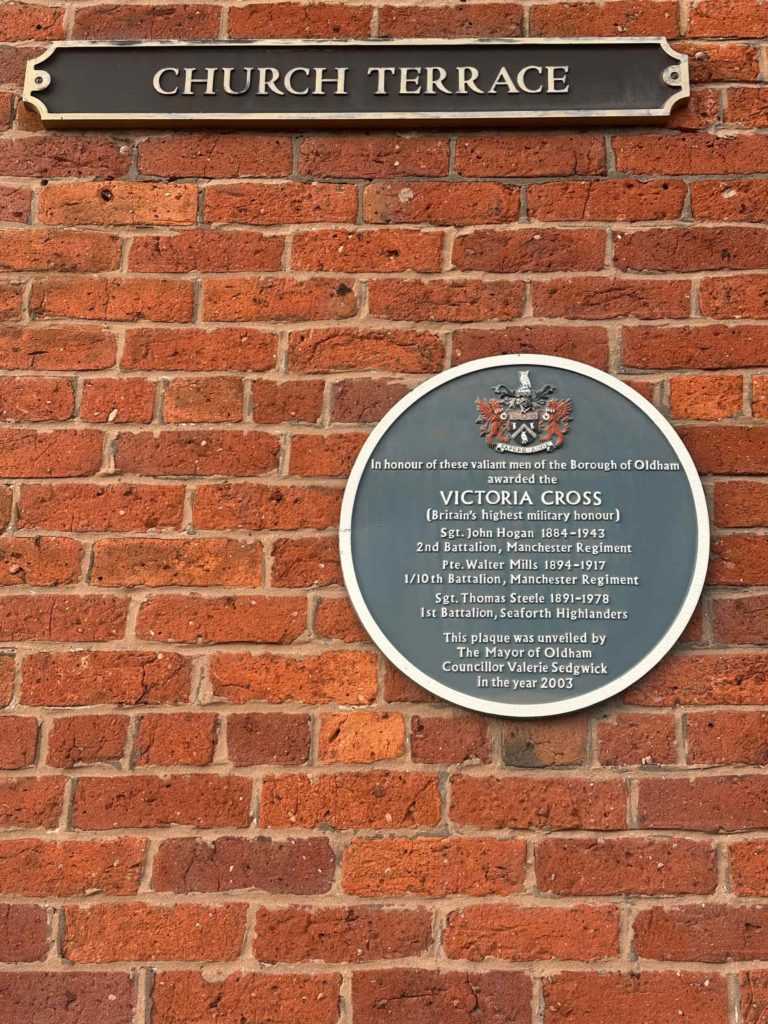 CHURCH TERRACE
SAPERE AUDE
In honour of these valiant men of the Borough of Oldham
awarded the
VICTORIA CROSS
(Britain's highest military honour)
Sgt. John Hogan 1884-1943
2nd Battalion, Manchester Regiment
Pte. Walter Mills 1894-1917
1/10th Battalion, Manchester Regiment
Sgt. Thomas Steele 1891-1978
1st Battalion, Seaforth Highlanders
This plaque was unveiled by
The Mayor of Oldham
Councillor Valerie Sedgwick
in the year 2003